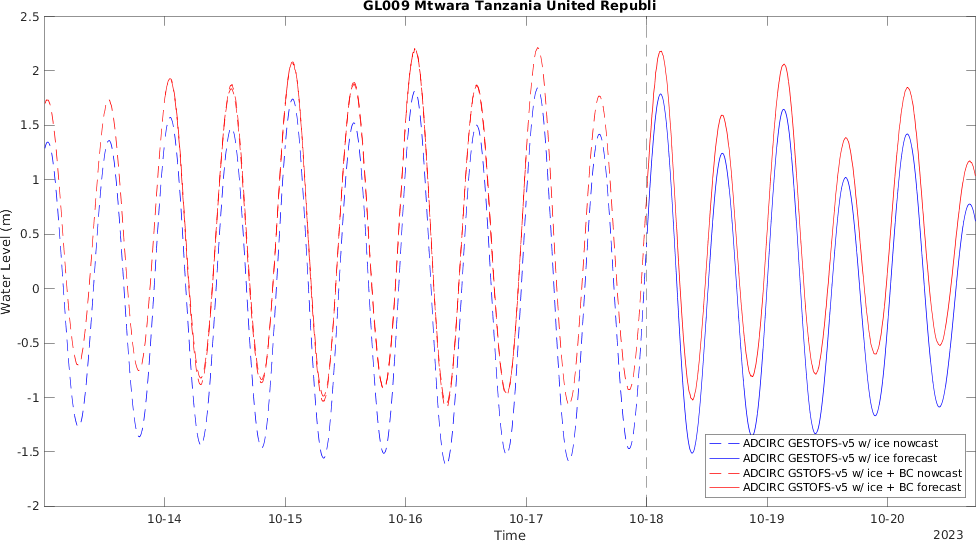 GL009 Mtwara Tanzania United Republi
2.5
2
1.5
1
0.5
0
-0.5
-1
-1.5
-2
Water Level (m)
10-14 10-15 10-16 10-17 10-18 10-19 10-20
Time
2023
ADCIRC GESTOFS-v5 w/ ice nowcast
ADCIRC GESTOFS-v5 w/ ice forecast
ADCIRC GSTOFS-v5 w/ ice + BC nowcast
ADCIRC GSTOFS-v5 w/ ice + BC forecast